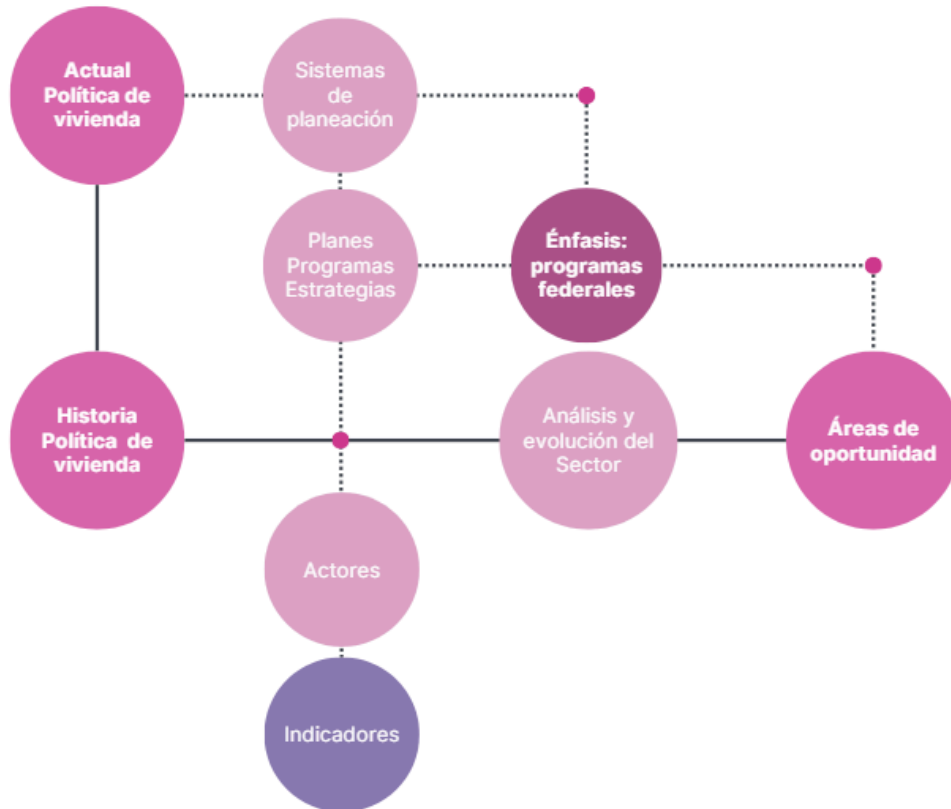 Actual
Política de
vivienda
Sistemas
de
planeación
Planes
Programas
Estrategias
Énfasis:
programas
federales
Historia
Política de
vivienda
Análisis y
evolución del
Sector
Áreas de
oportunidad
Actores
Indicadores